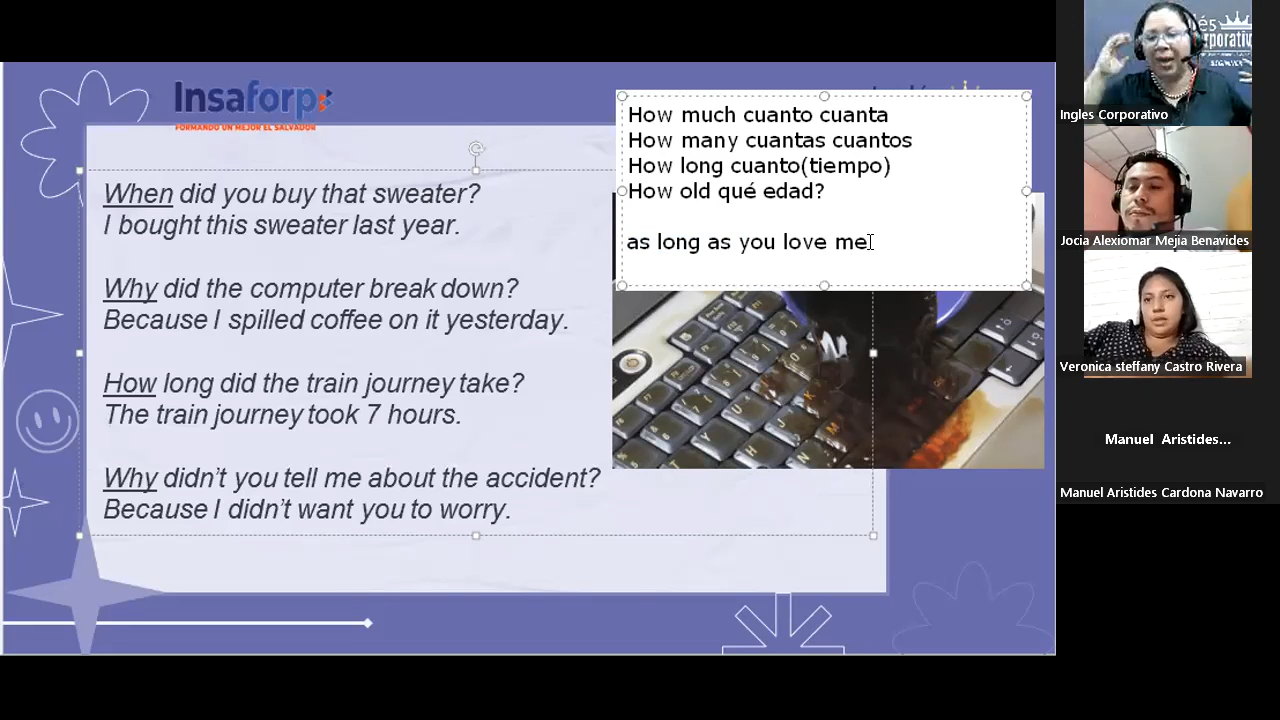 Insaforp
FORMANDO UN MEJOR EL SALVADOR
How much cuanto cuanta
How many cuantas cuantos
How long cuanto(tiempo)
How old qué edad?
as long as you love me
When did you buy that sweater?
I bought this sweater last year.
Why did the computer break down?
Because I spilled coffee on it yesterday.
How long did the train journey take?
The train journey took 7 hours.
Why didn't you tell me about the accident?
Because I didn't want you to worry.
Ingles Corporativo
Jocia Alexiomar Mejia Benavides
Veronica steffany Castro Rivera
Manuel Aristides...
Manuel Aristides Cardona Navarro